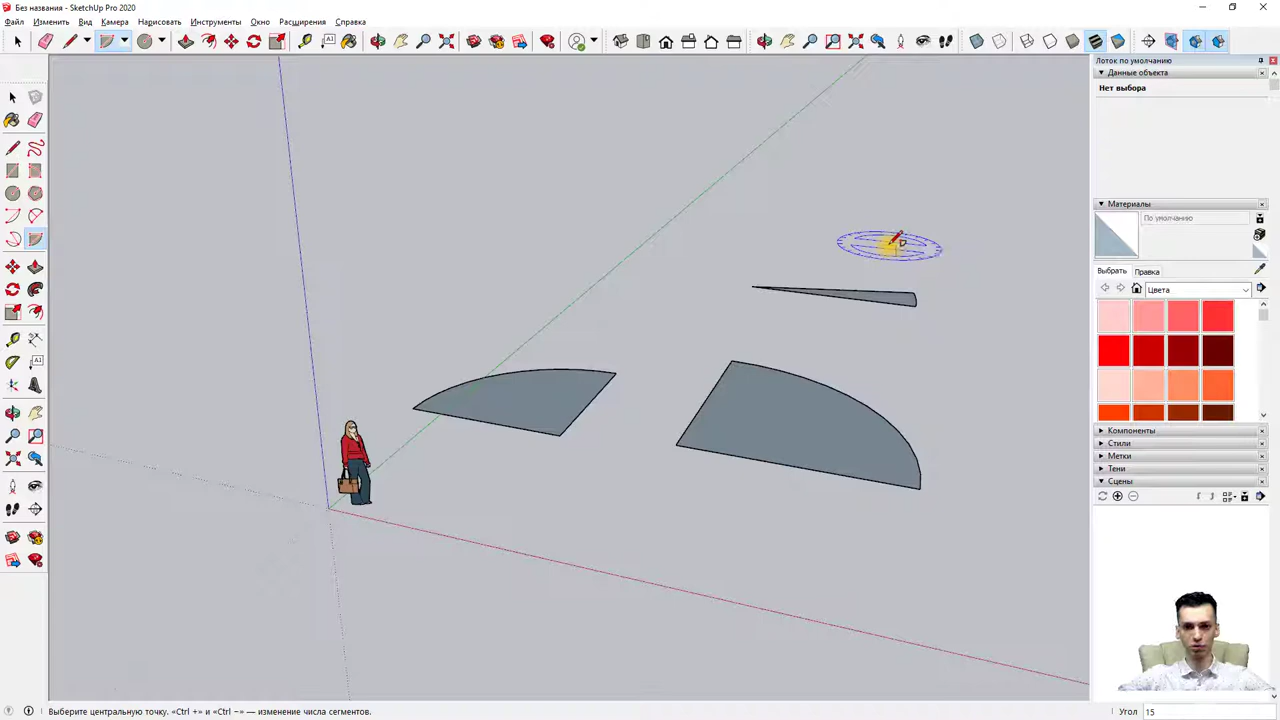 Без названия - SketchUp Pro 2020
Файл Изменить Вид Камера Нарисовать Инструменты Окно Расширения Справка
Лоток по умолчанию
Данные объекта
Нет выбора
Материалы
По умолчанию
Выбрать Правка
Цвета
Компоненты
Стили
Метки
Тени
Сцены
Выберите центральную точку. «Ctrl +» и «Ctrl −» — изменение числа сегментов.
Угол 15